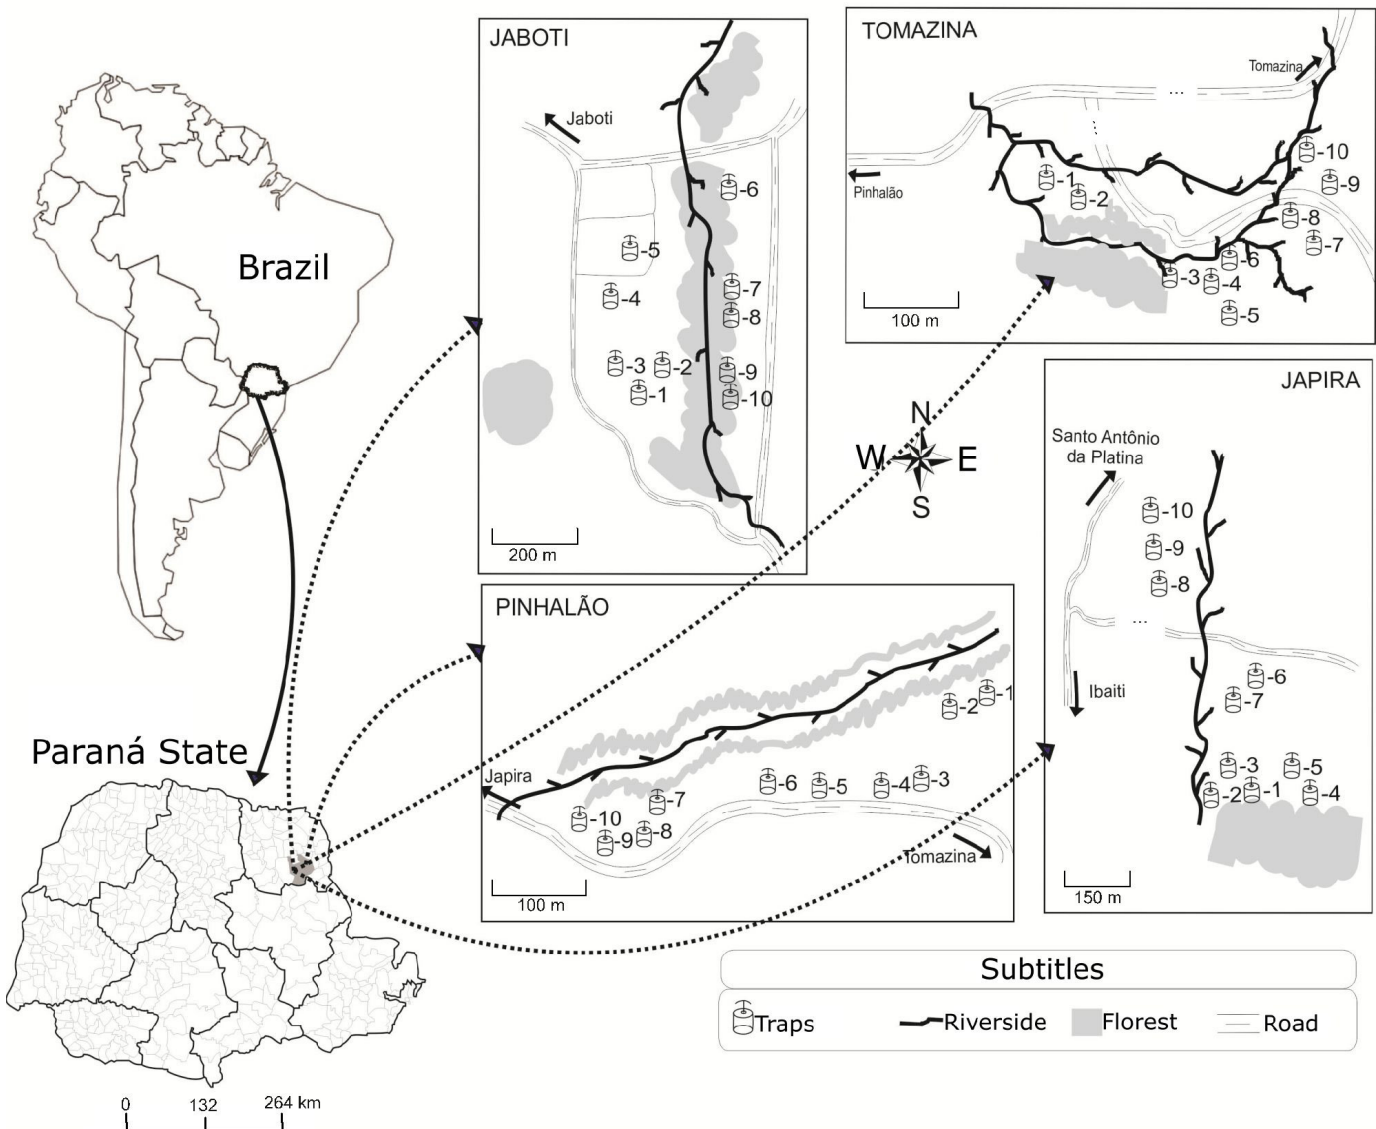 Brazil
Paraná State
0
132
264 km
JABOTI
Jaboti
-6
-5
-7
-4
-8
-3
-2
-9
-1
-10
200 m
TOMAZINA
Tomazina
...
...
Pinhalão
-10
-1
-9
-2
-8
-7
-6
-3
-4
-5
100 m
N
W
E
S
PINHALÃO
-1
-2
Japira
-6
-5
-4
-3
-7
-10
-9
-8
Tomazina
100 m
JAPIRA
Santo Antônio
da Platina
-10
-9
-8
...
-6
Ibaiti
-7
-3
-5
-2
-1
-4
150 m
Subtitles
Traps
Riverside
Florest
Road